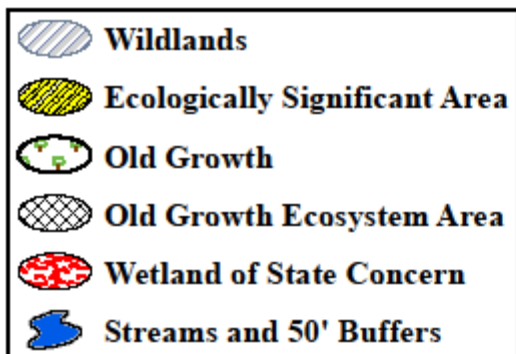 Wildlands
Ecologically Significant Area
Old Growth
Old Growth Ecosystem Area
Wetland of State Concern
Streams and 50' Buffers